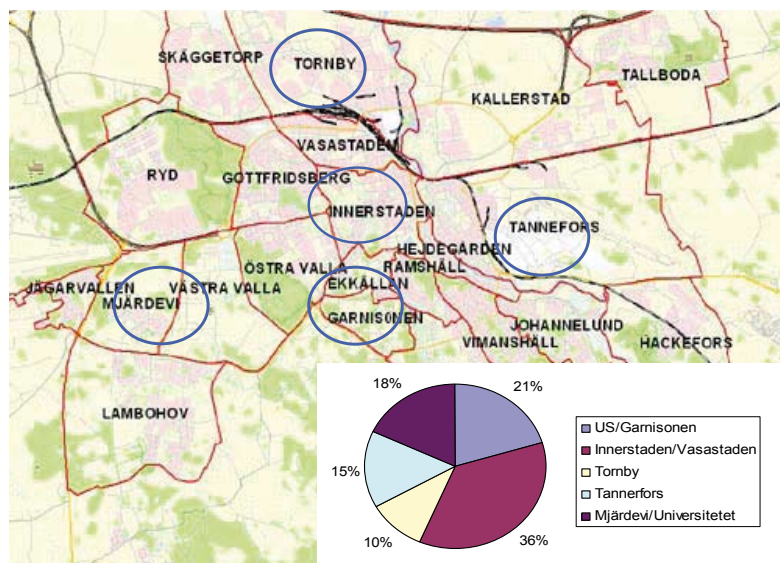 SKÄGGETORP
TORNBY
TALLBODA
KALLERSTAD
VASASTADEN
RYD
GOTTFRIDSBERG
INNERSTADEN
TANNEFORS
HEJDEGÅRDEN
ÖSTRA VALLA
RAMSHÄLL
JÄGARVALLEN
VÄSTRA VALLA
EKKÄLLAN
MJÄRDEVI
GARNISONEN
JOHANNELUND
VIMANSHÄLL
HACKEFORS
LAMBOHOV
18%
21%
15%
10%
36%
US/Garnisonen
Innerstaden/Vasastaden
Tornby
Tannerfors
Mjärdevi/Universitetet